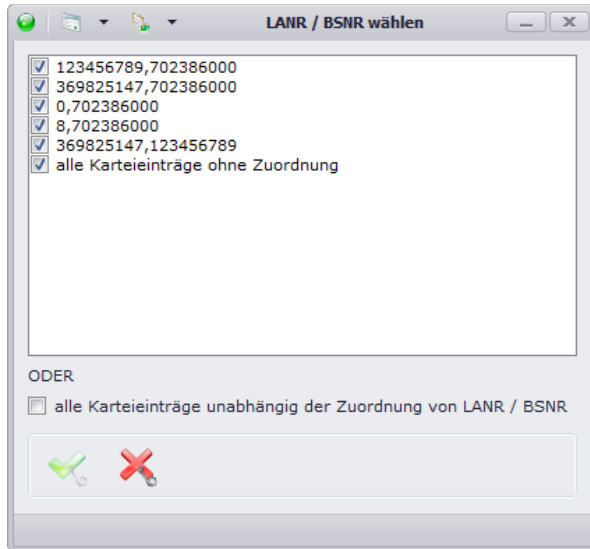 LANR / BSNR wählen
123456789,702386000
369825147,702386000
0,702386000
8,702386000
369825147,123456789
alle Karteieinträge ohne Zuordnung
ODER
alle Karteieinträge unabhängig der Zuordnung von LANR / BSNR